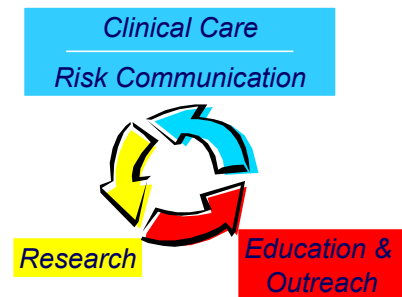 Clinical Care
Risk Communication
Research
Education &
Outreach